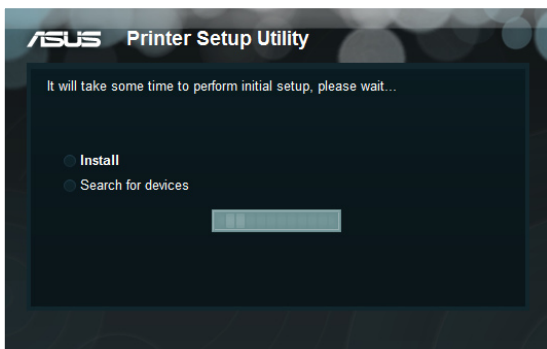 ASUS Printer Setup Utility
It will take some time to perform initial setup, please wait...
Install
Search for devices